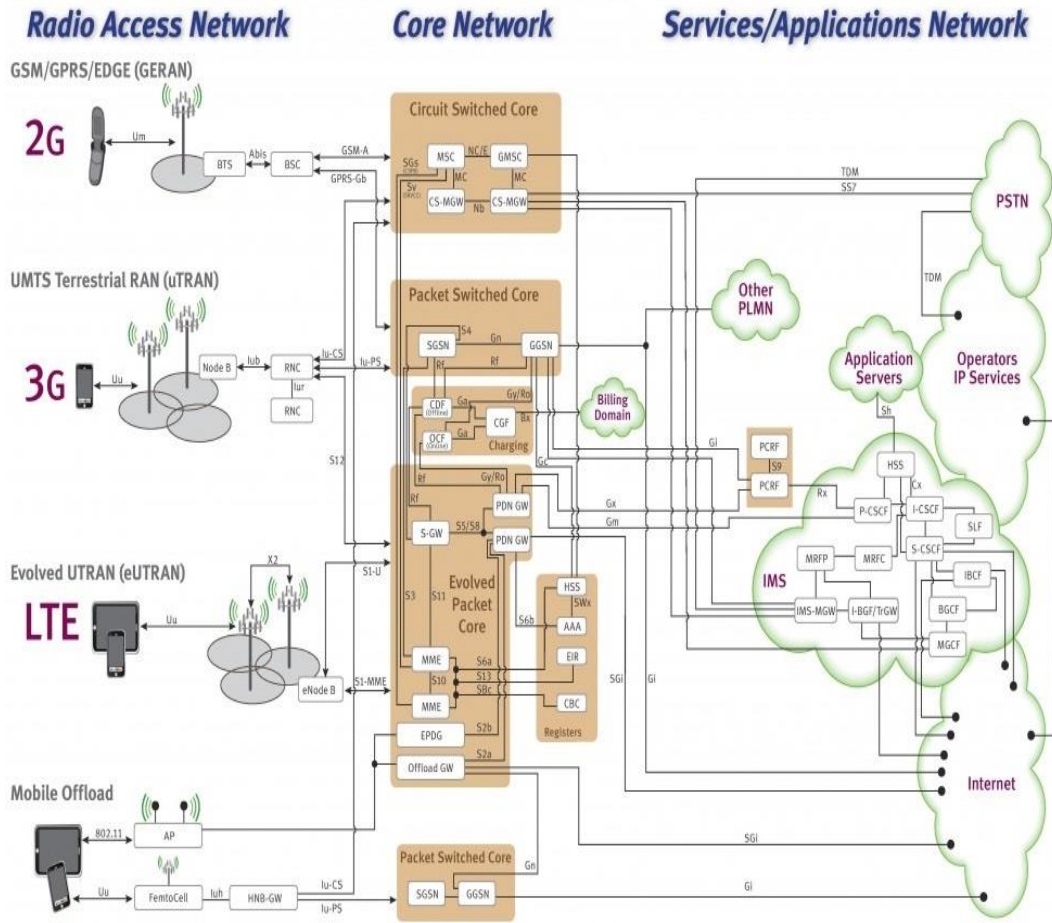 Radio Access Network
Core Network
Services/Applications Network
GSM/GPRS/EDGE (GERAN)
2G
Um
BTS
Abis
BSC
GSM-A
GPRS-Gb
Circuit Switched Core
SGs
Sv
MSC
NC/E
GMSC
MC
MC
CS-MGW
Nb
CS-MGW
TDM
SS7
PSTN
TDM
UMTS Terrestrial RAN (uTRAN)
3G
Uu
Node B
Iub
RNC
Iur
RNC
Iu-CS
Iu-PS
S12
Packet Switched Core
S4
SGSN
Gn
GGSN
Rf
Rf
Gy/Ro
CDF
(Offline)
Ga
OCF
(Online)
Ga
CGF
Bx
Charging
Other
PLMN
Billing
Domain
Application
Servers
Operators
IP Services
Sh
Gi
Gc
PCRF
S9
PCRF
Rx
Rf
Rf
Gy/Ro
PDN GW
Gx
Gm
S-GW
S5/S8
PDN GW
HSS
Cx
P-CSCF
I-CSCF
SLF
S-CSCF
MRFP
MRFC
IBCF
IMS
IMS-MGW
I-BGF/TrGW
BGCF
MGCF
Evolved UTRAN (eUTRAN)
LTE
Uu
X2
eNode B
S1-U
S1-MME
S3
S11
Evolved
Packet
Core
MME
S10
MME
S6a
S13
SBc
S6b
HSS
SWx
AAA
EIR
CBC
Registers
EPDG
S2b
S2a
Offload GW
SGi
Gi
Internet
SGi
Mobile Offload
802.11
AP
Uu
FemtoCell
Iuh
HNB-GW
Iu-CS
Iu-PS
Packet Switched Core
Gn
SGSN
GGSN
Gi